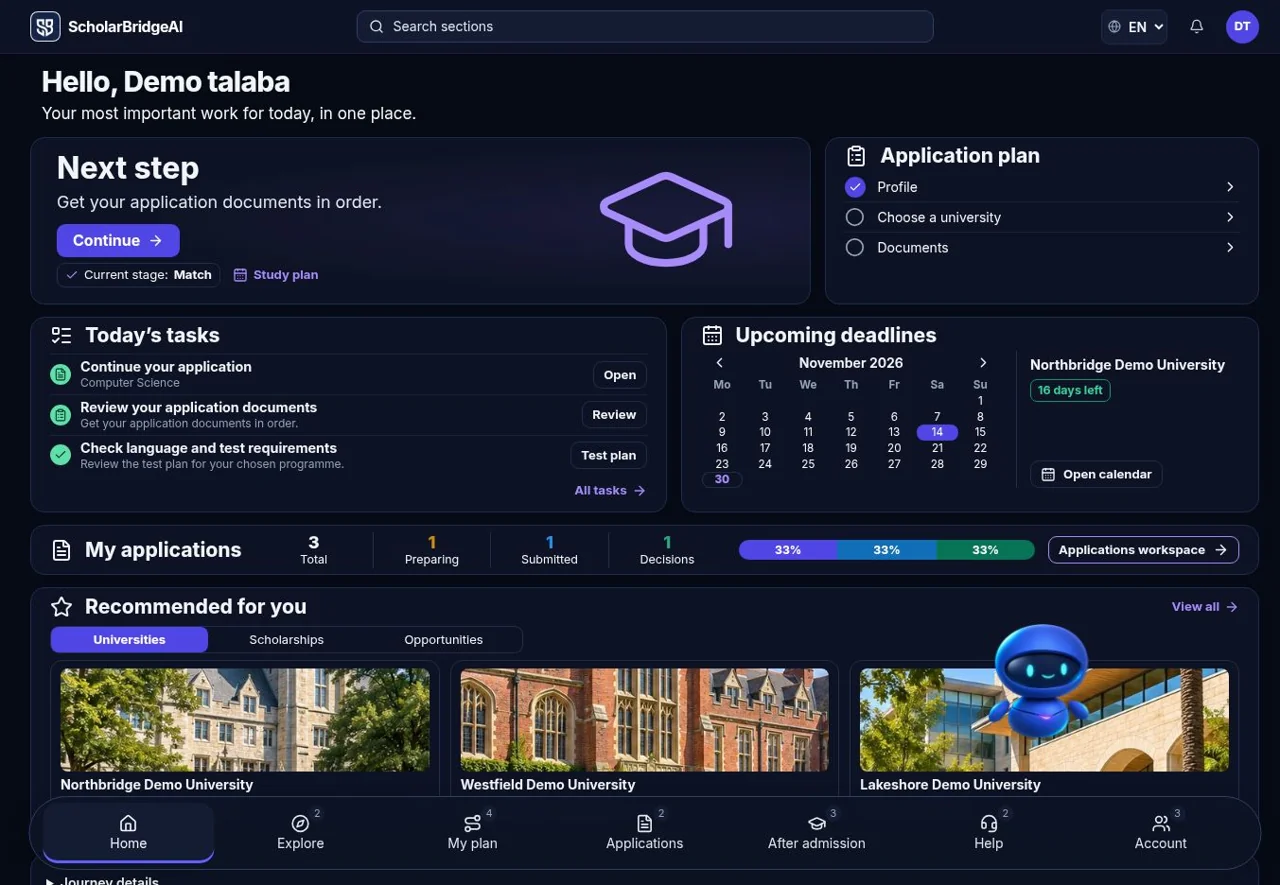 ScholarBridgeAI
Search sections
EN
DT
Hello, Demo talaba
Your most important work for today, in one place.
Next step
Get your application documents in order.
Continue
Current stage: Match
Study plan
Application plan
Profile
Choose a university
Documents
Today’s tasks
Continue your application
Computer Science
Open
Review your application documents
Get your application documents in order.
Review
Check language and test requirements
Review the test plan for your chosen programme.
Test plan
All tasks
Upcoming deadlines
November 2026
Mo Tu We Th Fr Sa Su
1
2 3 4 5 6 7 8
9 10 11 12 13 14 15
16 17 18 19 20 21 22
23 24 25 26 27 28 29
30
Northbridge Demo University
16 days left
Open calendar
My applications
3
Total
1
Preparing
1
Submitted
1
Decisions
33% 33% 33%
Applications workspace
Recommended for you
View all
Universities
Scholarships
Opportunities
Northbridge Demo University
Westfield Demo University
Lakeshore Demo University
Home
Explore 2
My plan 4
Applications 2
After admission 3
Help 2
Account 3
Journey details